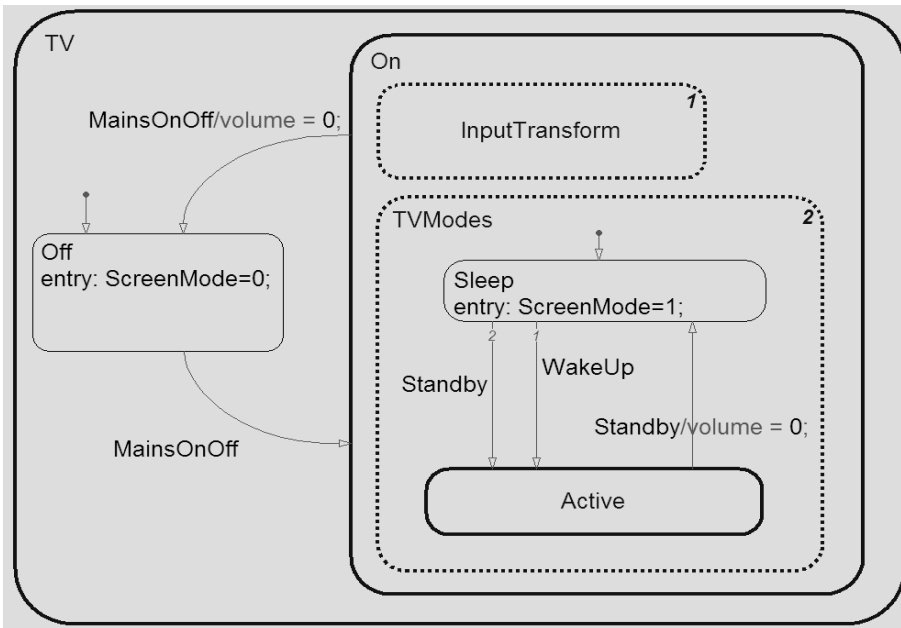 TV
On
1
InputTransform
MainsOnOff/volume = 0;
TVModes
2
Off
entry: ScreenMode=0;
Sleep
entry: ScreenMode=1;
2
1
WakeUp
Standby
Standby/volume = 0;
MainsOnOff
Active